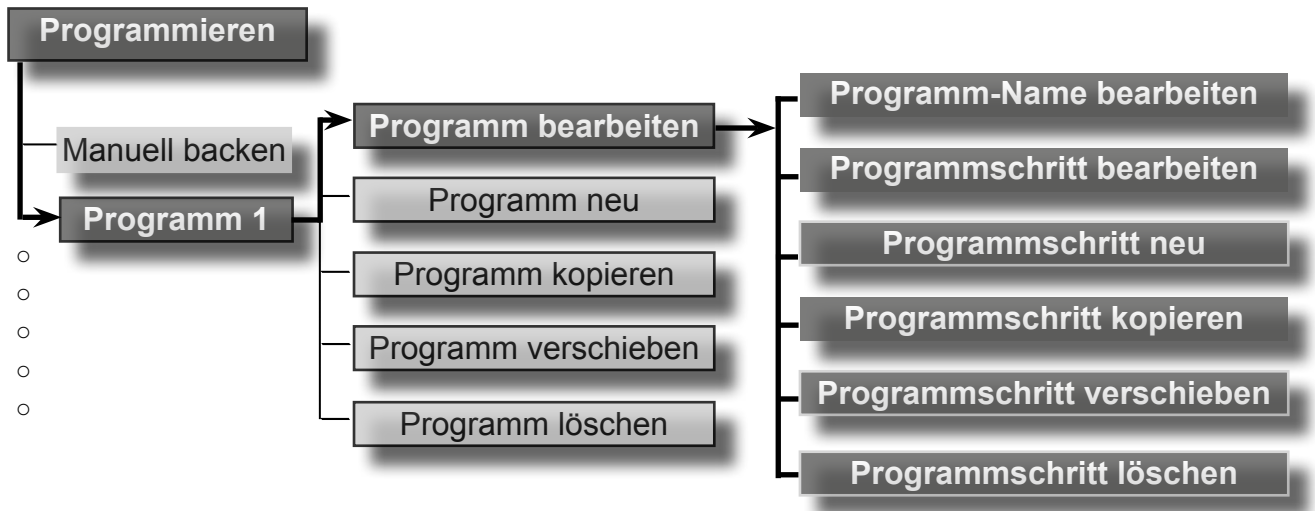 Programmieren
Manuell backen
Programm 1
Programm bearbeiten
Programm neu
Programm kopieren
Programm verschieben
Programm löschen
Programm-Name bearbeiten
Programmschritt bearbeiten
Programmschritt neu
Programmschritt kopieren
Programmschritt verschieben
Programmschritt löschen